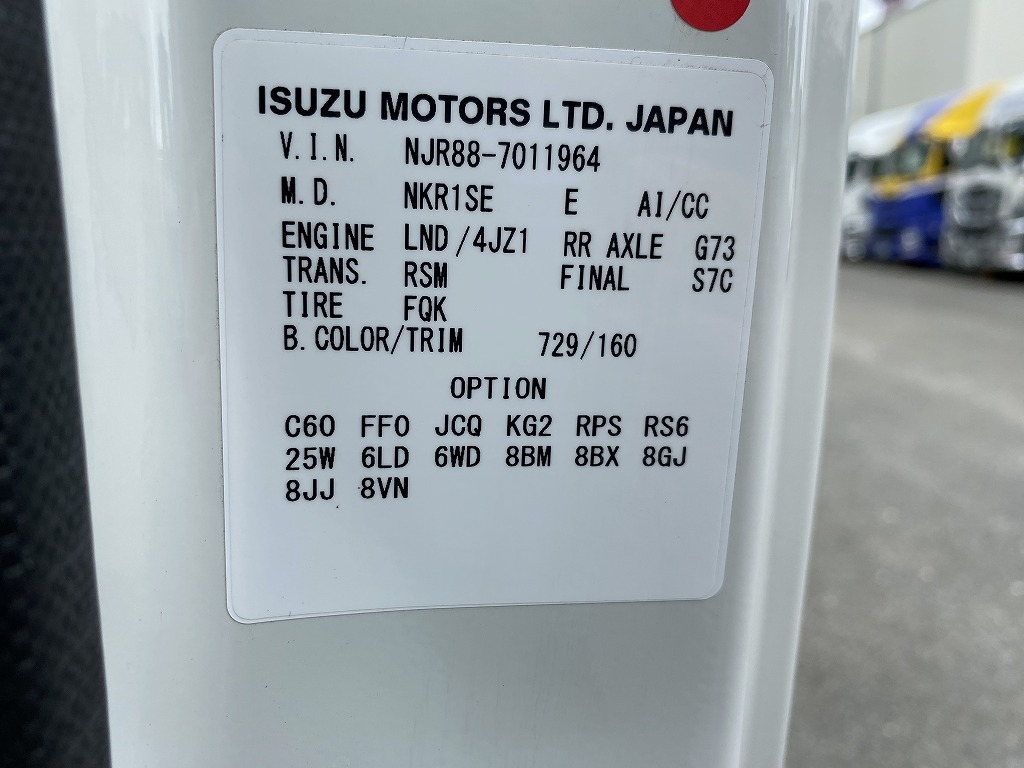 ISUZU MOTORS LTD. JAPAN
V.I.N. NJR88-7011964
M.D. NKR1SE E AI/CC
ENGINE LND/4JZ1 RR AXLE G73
TRANS. RSM FINAL S7C
TIRE FQK
B.COLOR/TRIM 729/160
OPTION
C60 FF0 JCQ KG2 RPS RS6
25W 6LD 6WD 8BM 8BX 8GJ
8JJ 8VN